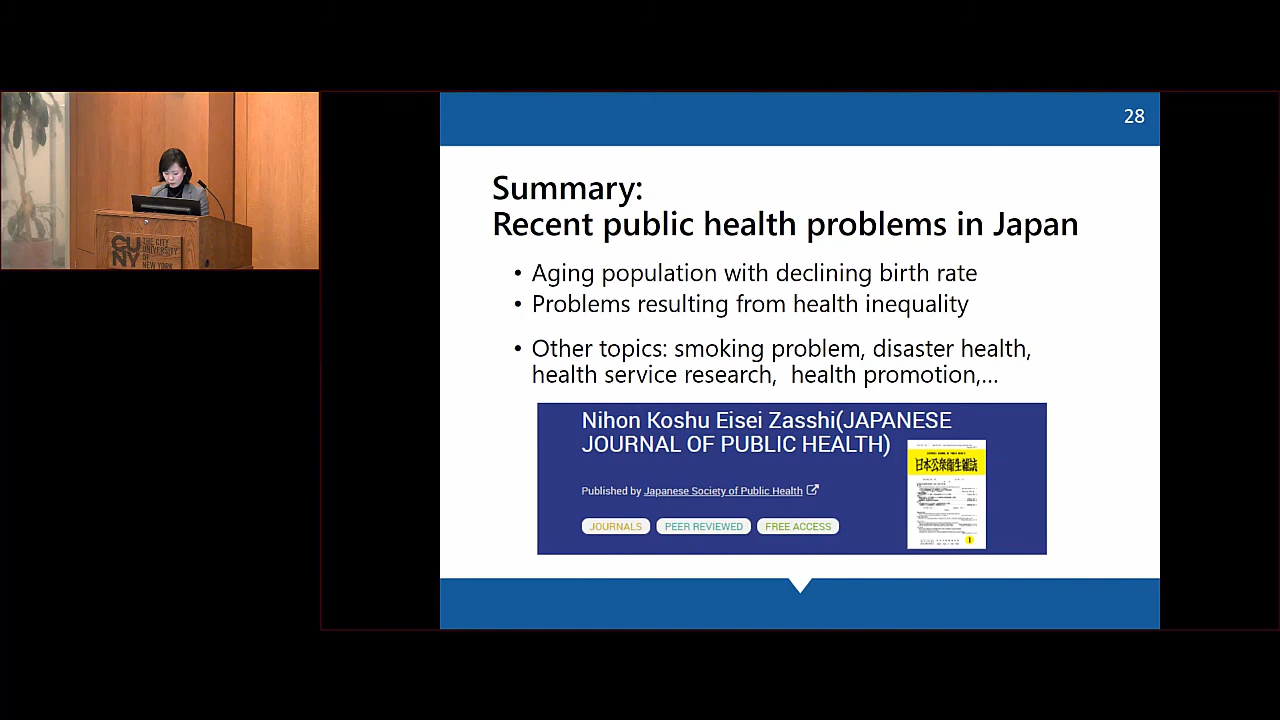 CU
NY
THE CITY
UNIVERSITY
OF
NEW YORK
28
Summary:
Recent public health problems in Japan
• Aging population with declining birth rate
• Problems resulting from health inequality
• Other topics: smoking problem, disaster health,
health service research, health promotion,...
Nihon Koshu Eisei Zasshi(JAPANESE
JOURNAL OF PUBLIC HEALTH)
Published by Japanese Society of Public Health
JOURNALS PEER REVIEWED FREE ACCESS
日本公衆衛生雑誌
1